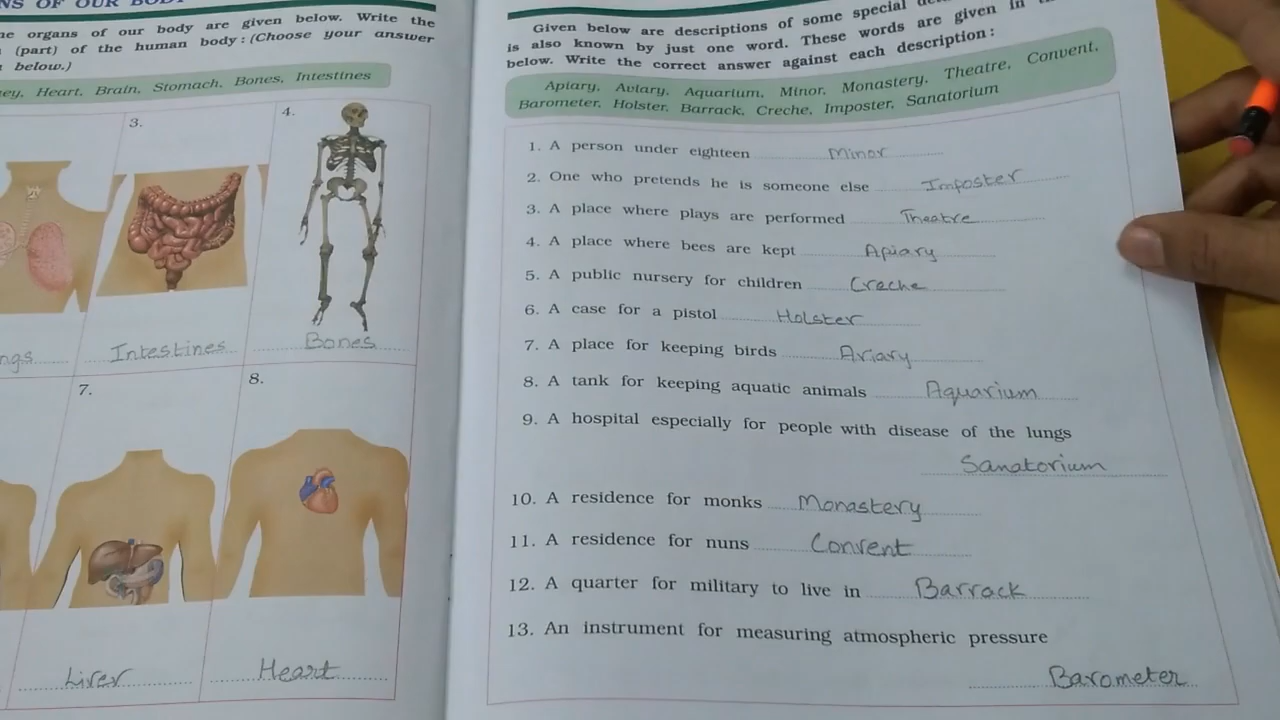 NS OF OUR BODY
organs of our body are given below. Write the
(part) of the human body : (Choose your answer
below.)
Heart, Brain, Stomach, Bones, Intestines
3.
4.
Intestines
Bones
7.
8.
Liver
Heart
Given below are descriptions of some special
is also known by just one word. These words are given in
below. Write the correct answer against each description :
Apiary, Aviary, Aquarium, Minor, Monastery, Theatre, Convent,
Barometer, Holster, Barrack, Creche, Imposter, Sanatorium
1. A person under eighteen Minor
2. One who pretends he is someone else Imposter
3. A place where plays are performed Theatre
4. A place where bees are kept Apiary
5. A public nursery for children Creche
6. A case for a pistol Holster
7. A place for keeping birds Aviary
8. A tank for keeping aquatic animals Aquarium
9. A hospital especially for people with disease of the lungs
Sanatorium
10. A residence for monks Monastery
11. A residence for nuns Convent
12. A quarter for military to live in Barrack
13. An instrument for measuring atmospheric pressure
Barometer